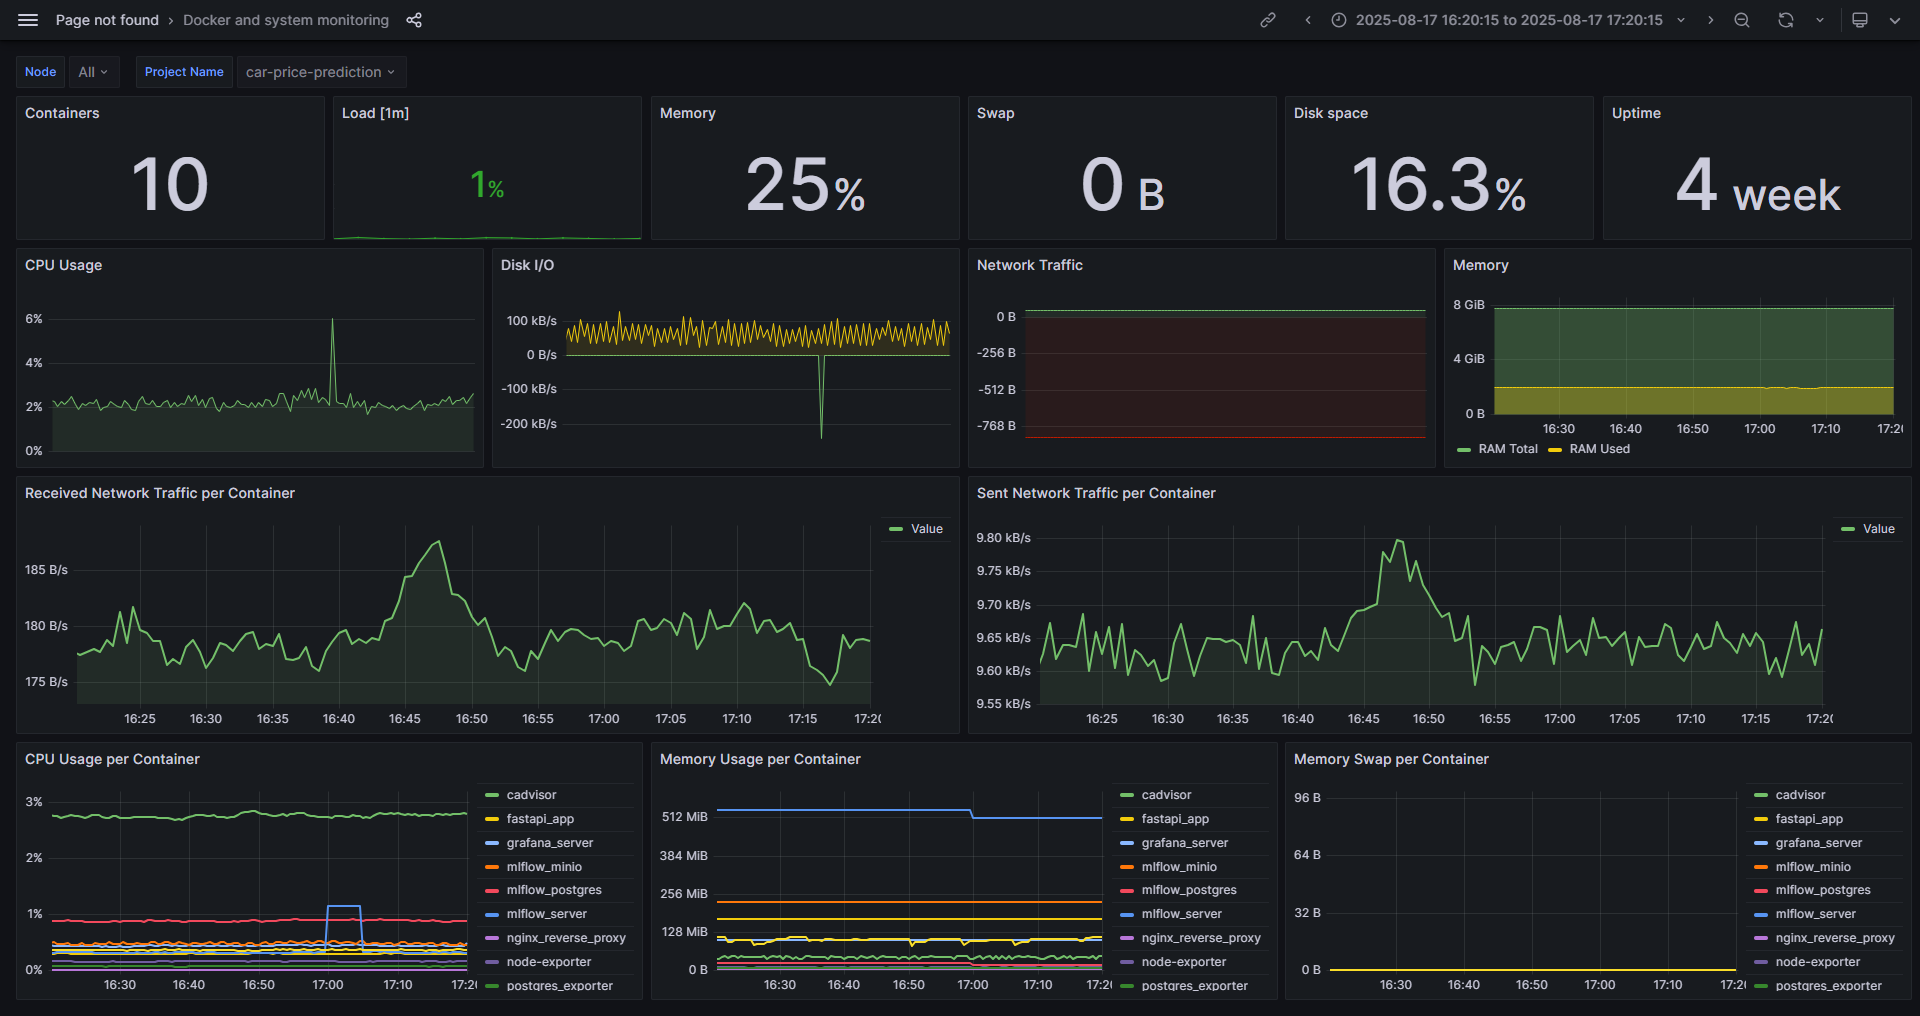 Page not found › Docker and system monitoring
2025-08-17 16:20:15 to 2025-08-17 17:20:15
Node All Project Name car-price-prediction
Containers
10
Load [1m]
1%
Memory
25%
Swap
0 B
Disk space
16.3%
Uptime
4 week
CPU Usage
6%
4%
2%
0%
Disk I/O
100 kB/s
0 B/s
-100 kB/s
-200 kB/s
Network Traffic
0 B
-256 B
-512 B
-768 B
Memory
8 GiB
4 GiB
0 B
16:30 16:40 16:50 17:00 17:10 17:20
RAM Total RAM Used
Received Network Traffic per Container
Value
185 B/s
180 B/s
175 B/s
16:25 16:30 16:35 16:40 16:45 16:50 16:55 17:00 17:05 17:10 17:15 17:20
Sent Network Traffic per Container
Value
9.80 kB/s
9.75 kB/s
9.70 kB/s
9.65 kB/s
9.60 kB/s
9.55 kB/s
16:25 16:30 16:35 16:40 16:45 16:50 16:55 17:00 17:05 17:10 17:15 17:20
CPU Usage per Container
3%
2%
1%
0%
16:30 16:40 16:50 17:00 17:10 17:20
cadvisor
fastapi_app
grafana_server
mlflow_minio
mlflow_postgres
mlflow_server
nginx_reverse_proxy
node-exporter
postgres_exporter
Memory Usage per Container
512 MiB
384 MiB
256 MiB
128 MiB
0 B
16:30 16:40 16:50 17:00 17:10 17:20
cadvisor
fastapi_app
grafana_server
mlflow_minio
mlflow_postgres
mlflow_server
nginx_reverse_proxy
node-exporter
postgres_exporter
Memory Swap per Container
96 B
64 B
32 B
0 B
16:30 16:40 16:50 17:00 17:10 17:20
cadvisor
fastapi_app
grafana_server
mlflow_minio
mlflow_postgres
mlflow_server
nginx_reverse_proxy
node-exporter
postgres_exporter